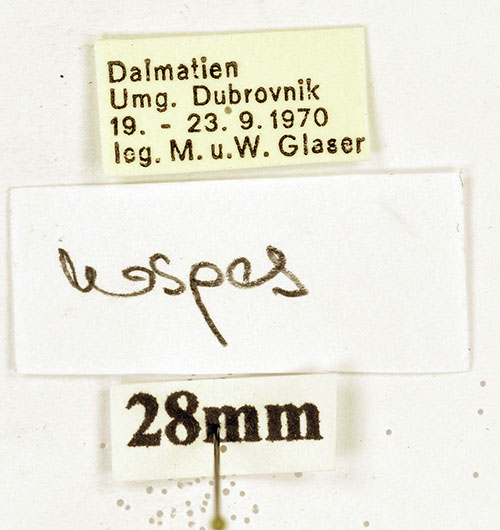 Dalmatien
Umg. Dubrovnik
19. - 23. 9. 1970
leg. M. u. W. Glaser
hospes
28mm